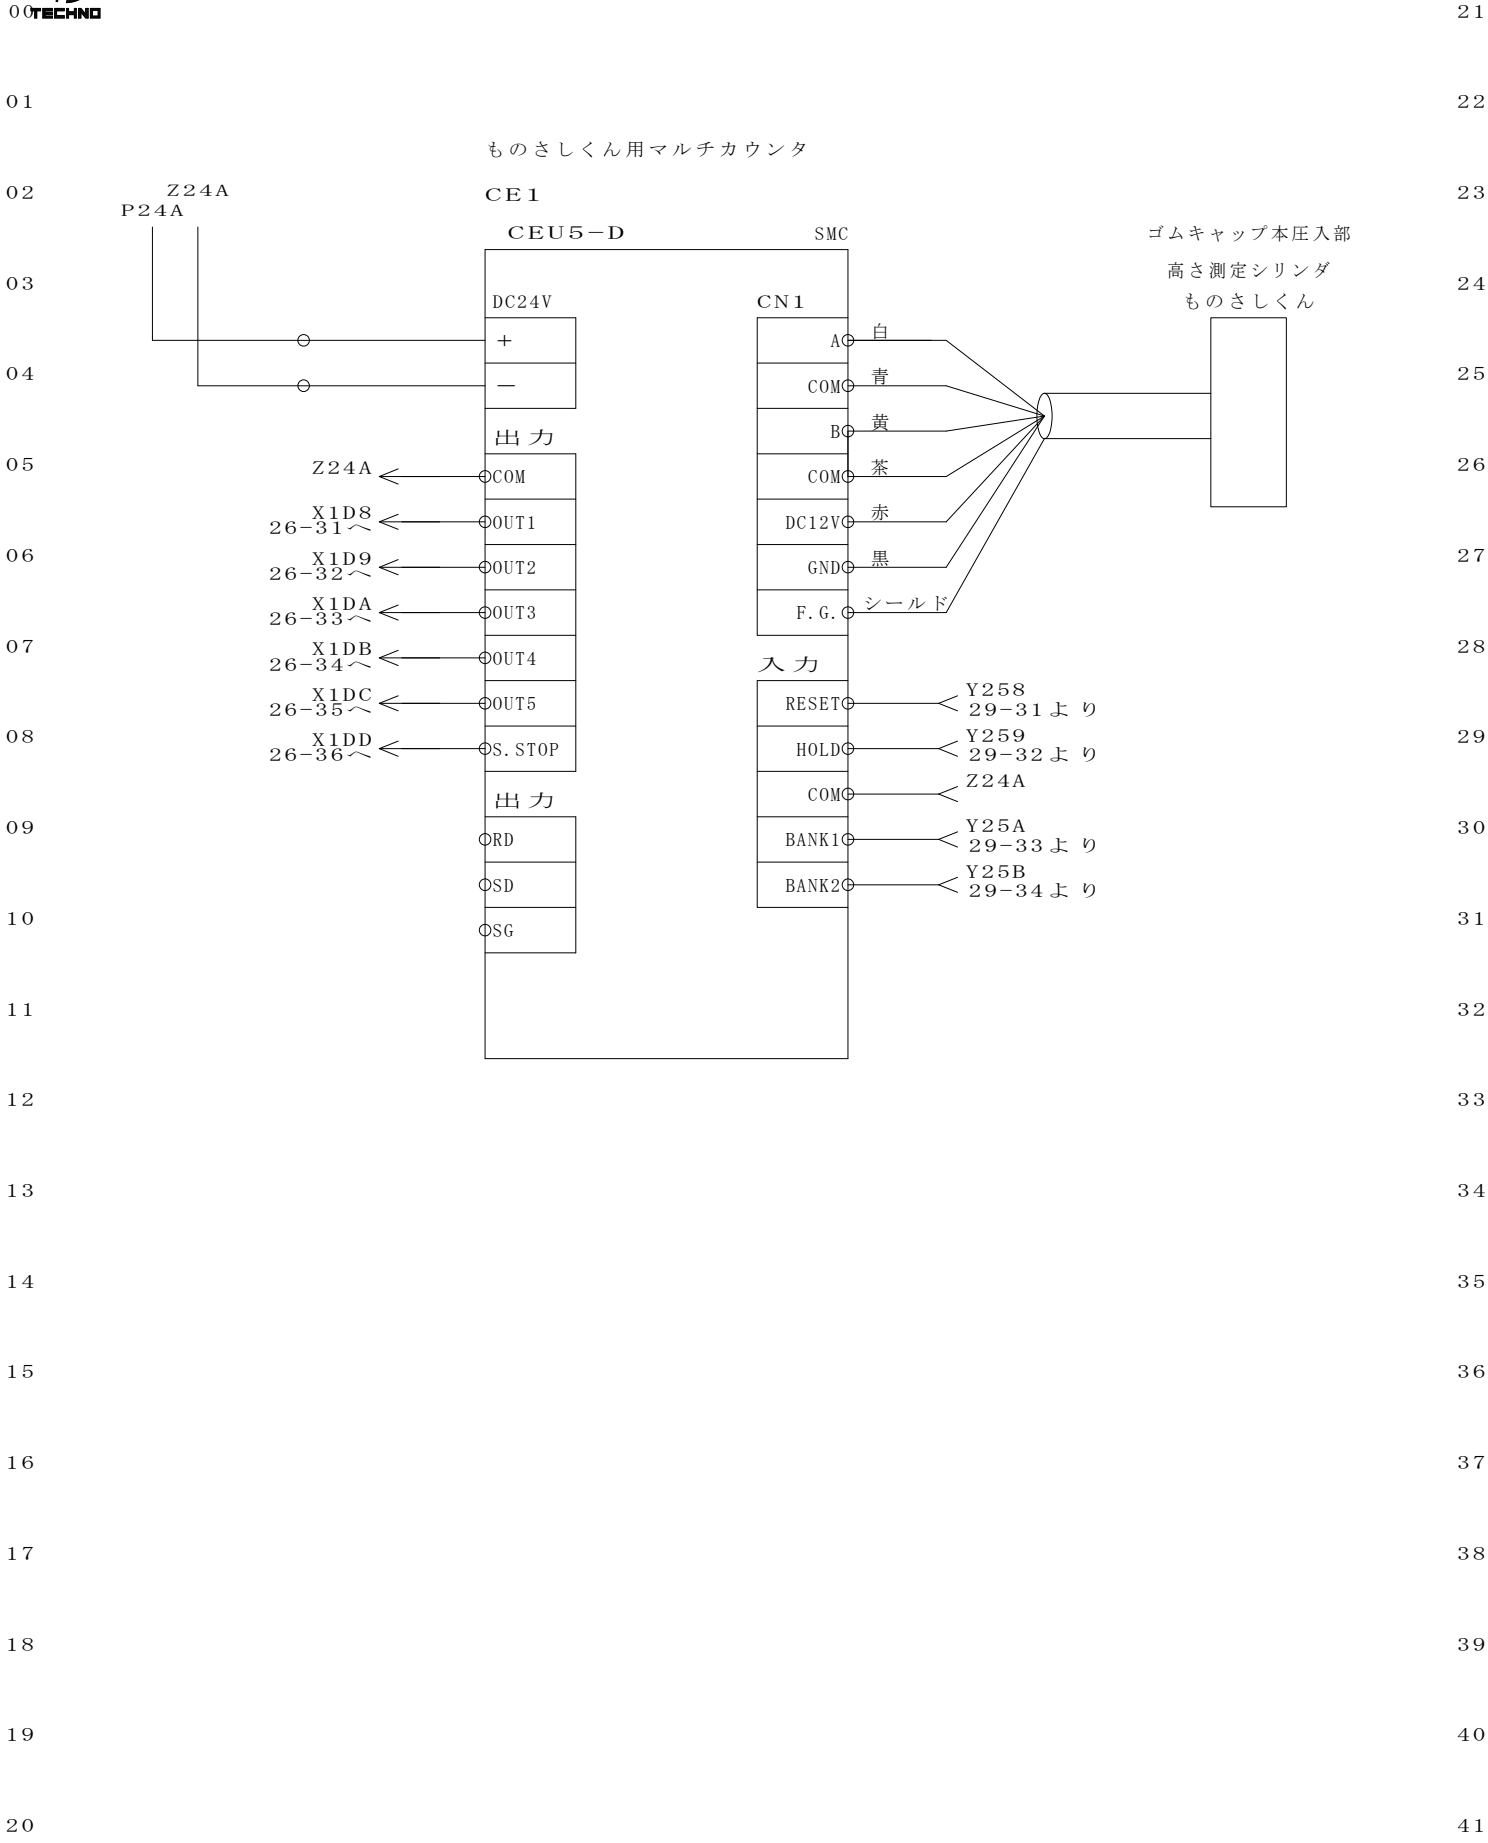 00
TECHNO
21
01
22
ものさしくん用マルチカウンタ
02
Z24A
CE1
23
P24A
CEU5-D
SMC
ゴムキャップ本圧入部
高さ測定シリンダ
03
24
DC24V
CN1
ものさしくん
+
A
白
04
25
-
COM
青
B
黄
出力
05
26
Z24A
COM
COM
茶
X1D8
26-31へ
OUT1
DC12V
赤
06
27
X1D9
26-32へ
OUT2
GND
黒
X1DA
26-33へ
OUT3
F.G.
シールド
07
28
X1DB
26-34へ
OUT4
入力
X1DC
26-35へ
OUT5
RESET
Y258
29-31より
08
29
X1DD
26-36へ
S.STOP
HOLD
Y259
29-32より
出力
COM
Z24A
09
30
RD
BANK1
Y25A
29-33より
SD
BANK2
Y25B
29-34より
10
31
SG
11
32
12
33
13
34
14
35
15
36
16
37
17
38
18
39
19
40
20
41